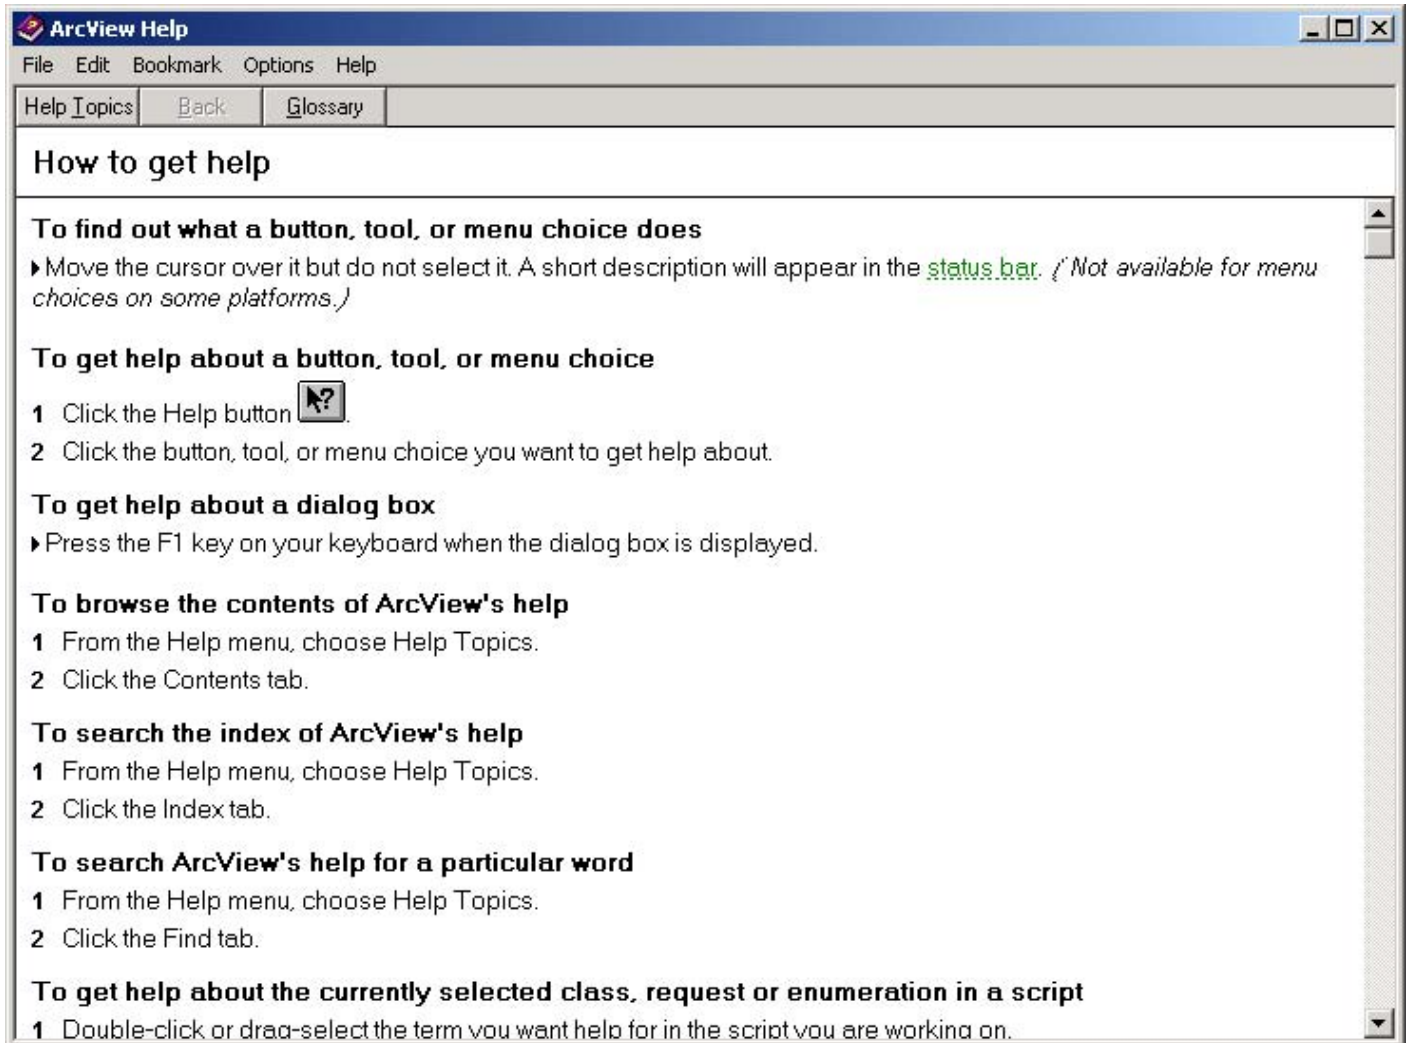 ArcView Help
File Edit Bookmark Options Help
Help Topics Back Glossary
How to get help
To find out what a button, tool, or menu choice does
Move the cursor over it but do not select it. A short description will appear in the status bar. ( Not available for menu
choices on some platforms.)
To get help about a button, tool, or menu choice
1 Click the Help button ?.
2 Click the button, tool, or menu choice you want to get help about.
To get help about a dialog box
Press the F1 key on your keyboard when the dialog box is displayed.
To browse the contents of ArcView's help
1 From the Help menu, choose Help Topics.
2 Click the Contents tab.
To search the index of ArcView's help
1 From the Help menu, choose Help Topics.
2 Click the Index tab.
To search ArcView's help for a particular word
1 From the Help menu, choose Help Topics.
2 Click the Find tab.
To get help about the currently selected class, request or enumeration in a script
1 Double-click or drag-select the term you want help for in the script you are working on.